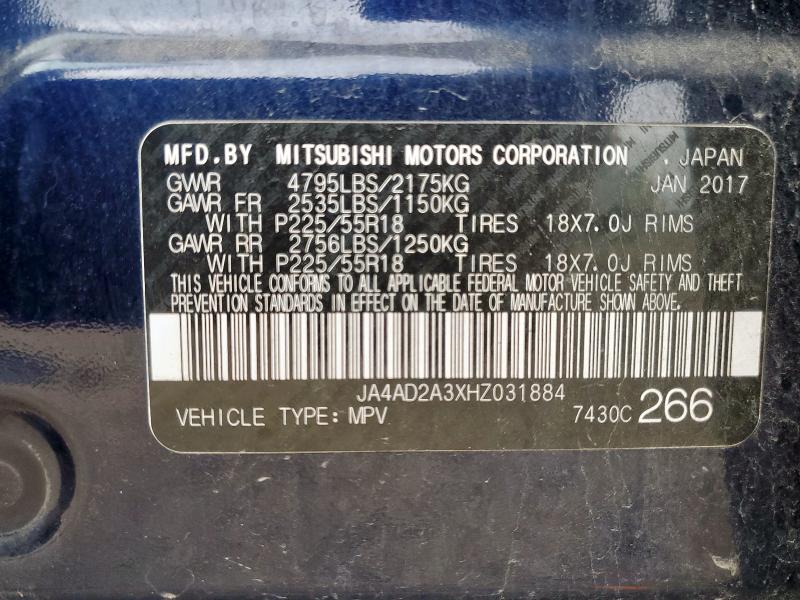 MFD.BY MITSUBISHI MOTORS CORPORATION , JAPAN
GVWR 4795LBS/2175KG JAN 2017
GAWR FR 2535LBS/1150KG
WITH P225/55R18 TIRES 18X7.0J RIMS
GAWR RR 2756LBS/1250KG
WITH P225/55R18 TIRES 18X7.0J RIMS
THIS VEHICLE CONFORMS TO ALL APPLICABLE FEDERAL MOTOR VEHICLE SAFETY AND THEFT
PREVENTION STANDARDS IN EFFECT ON THE DATE OF MANUFACTURE SHOWN ABOVE.
JA4AD2A3XHZ031884
VEHICLE TYPE: MPV 7430C 266